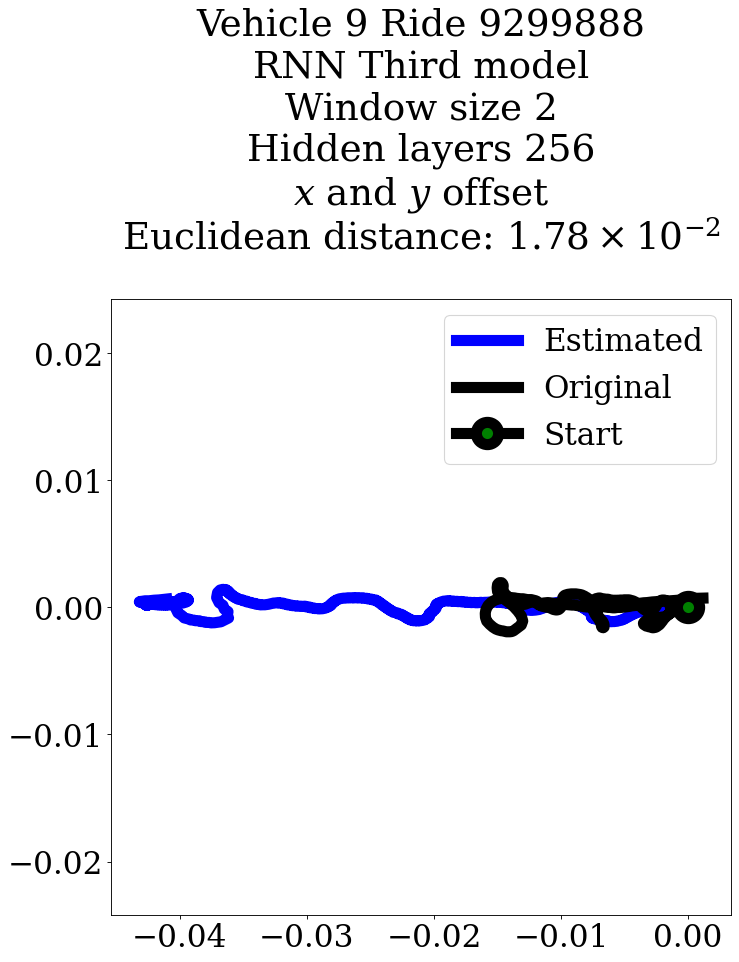 Vehicle 9 Ride 9299888
RNN Third model
Window size 2
Hidden layers 256
x and y offset
Euclidean distance: 1.78 × 10⁻²
Estimated
Original
Start
0.02
0.01
0.00
−0.01
−0.02
−0.04 −0.03 −0.02 −0.01 0.00